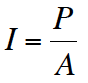 I = P/A